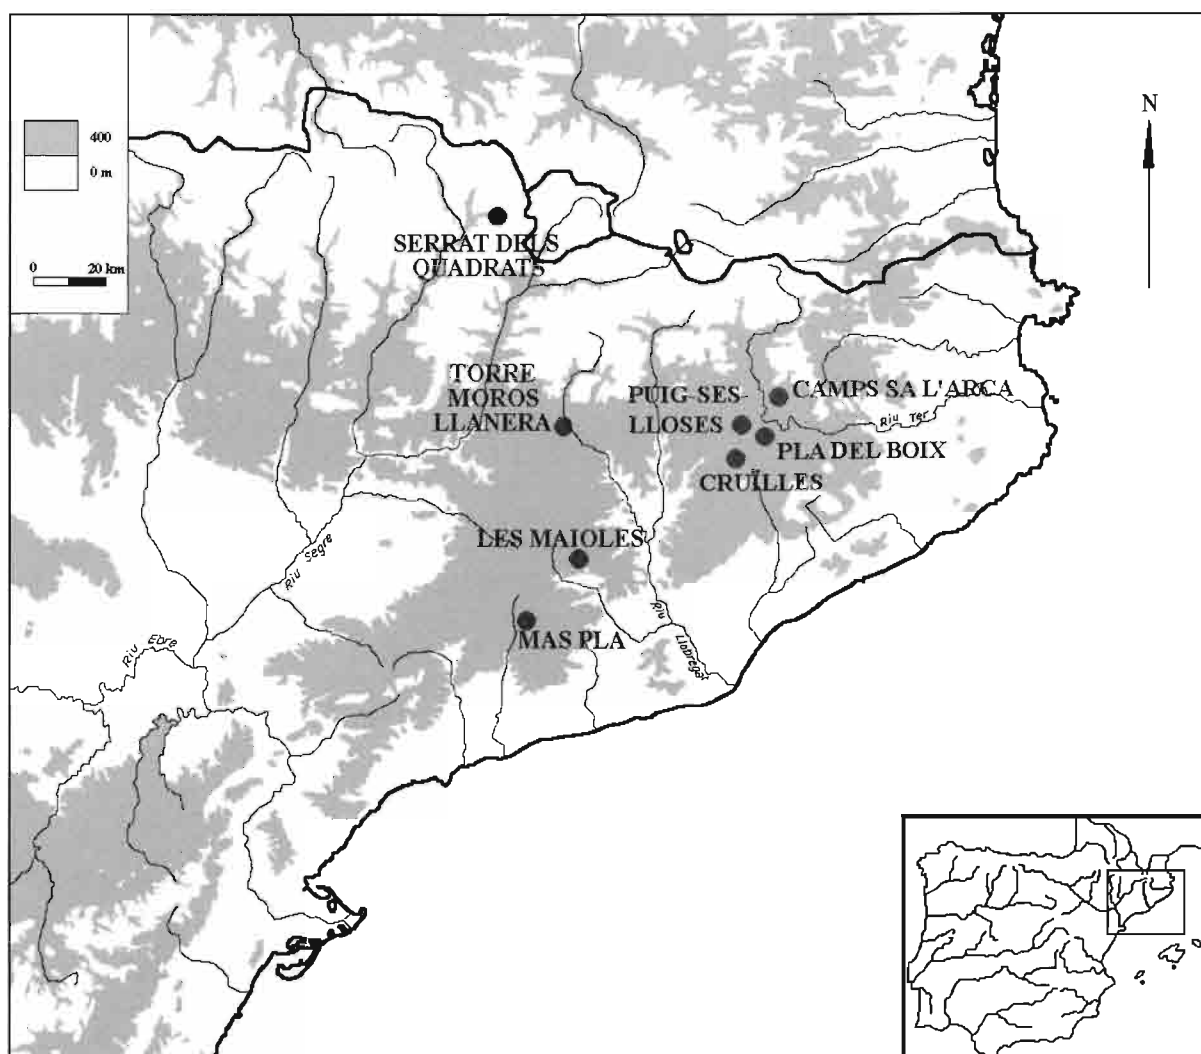 N
400
0 m
0 20 km
SERRAT DELS
QUADRATS
TORRE
MOROS
LLANERA
PUIG-SES
LLOSES
CAMPS SA L'ARCA
Riu Ter
PLA DEL BOIX
CRUÏLLES
LES MAIOLES
Riu Segre
MAS PLA
Riu Ebre
Riu
Llobregat